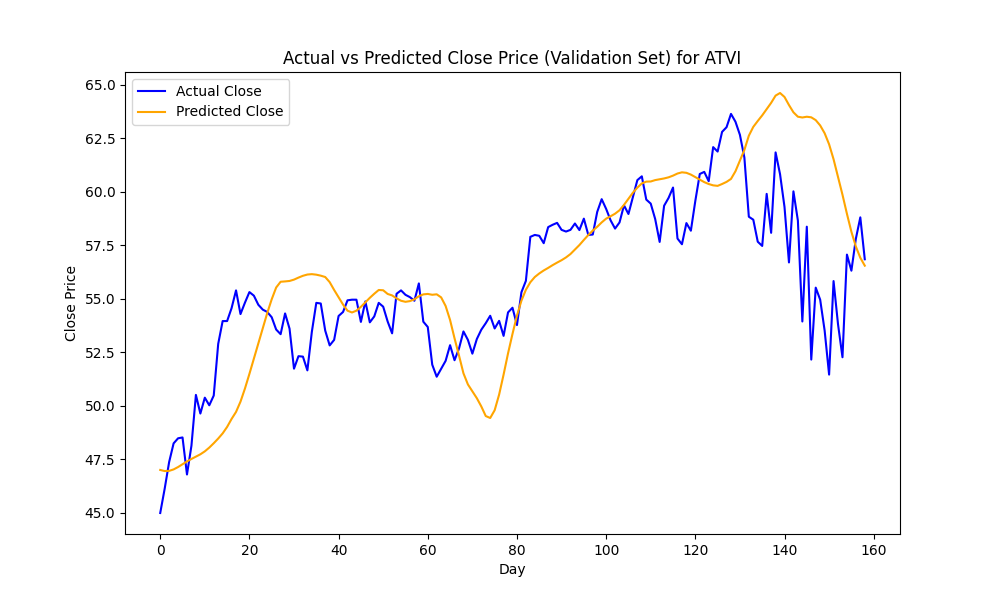 Actual vs Predicted Close Price (Validation Set) for ATVI
Actual Close
Predicted Close
65.0
62.5
60.0
57.5
55.0
52.5
50.0
47.5
45.0
Close Price
0 20 40 60 80 100 120 140 160
Day